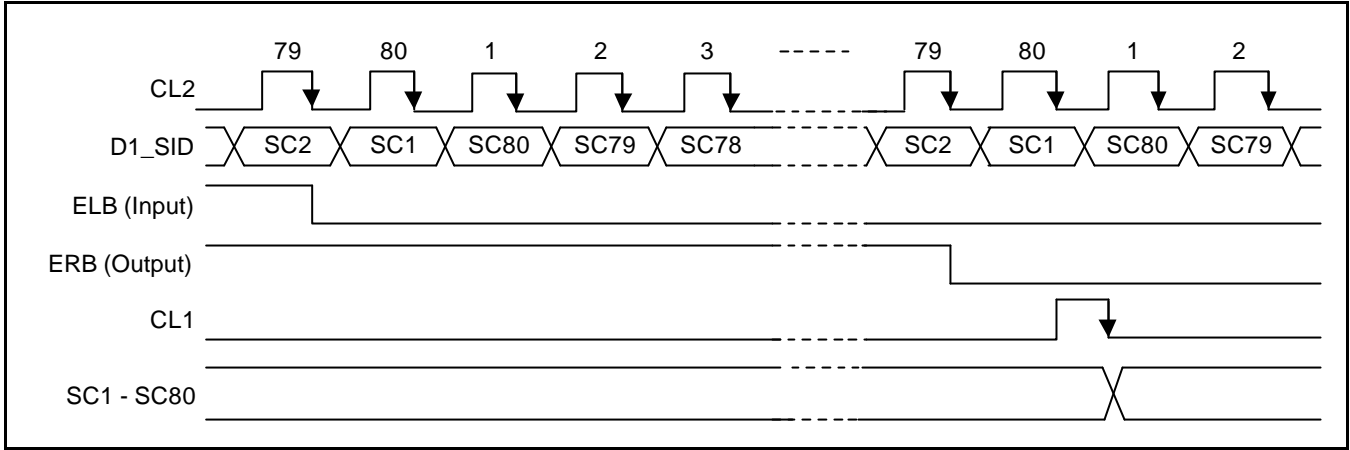 79 80 1 2 3 79 80 1 2
CL2
D1_SID SC2 SC1 SC80 SC79 SC78 SC2 SC1 SC80 SC79
ELB (Input)
ERB (Output)
CL1
SC1 - SC80